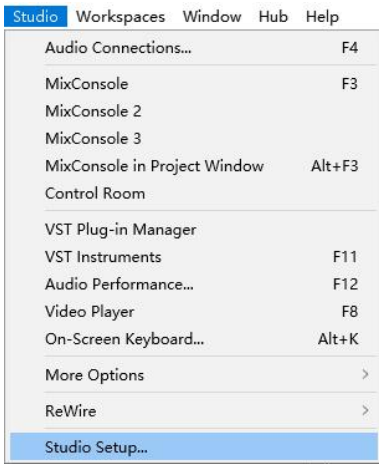 Studio Workspaces Window Hub Help
Audio Connections... F4
MixConsole F3
MixConsole 2
MixConsole 3
MixConsole in Project Window Alt+F3
Control Room
VST Plug-in Manager
VST Instruments F11
Audio Performance... F12
Video Player F8
On-Screen Keyboard... Alt+K
More Options
ReWire
Studio Setup...